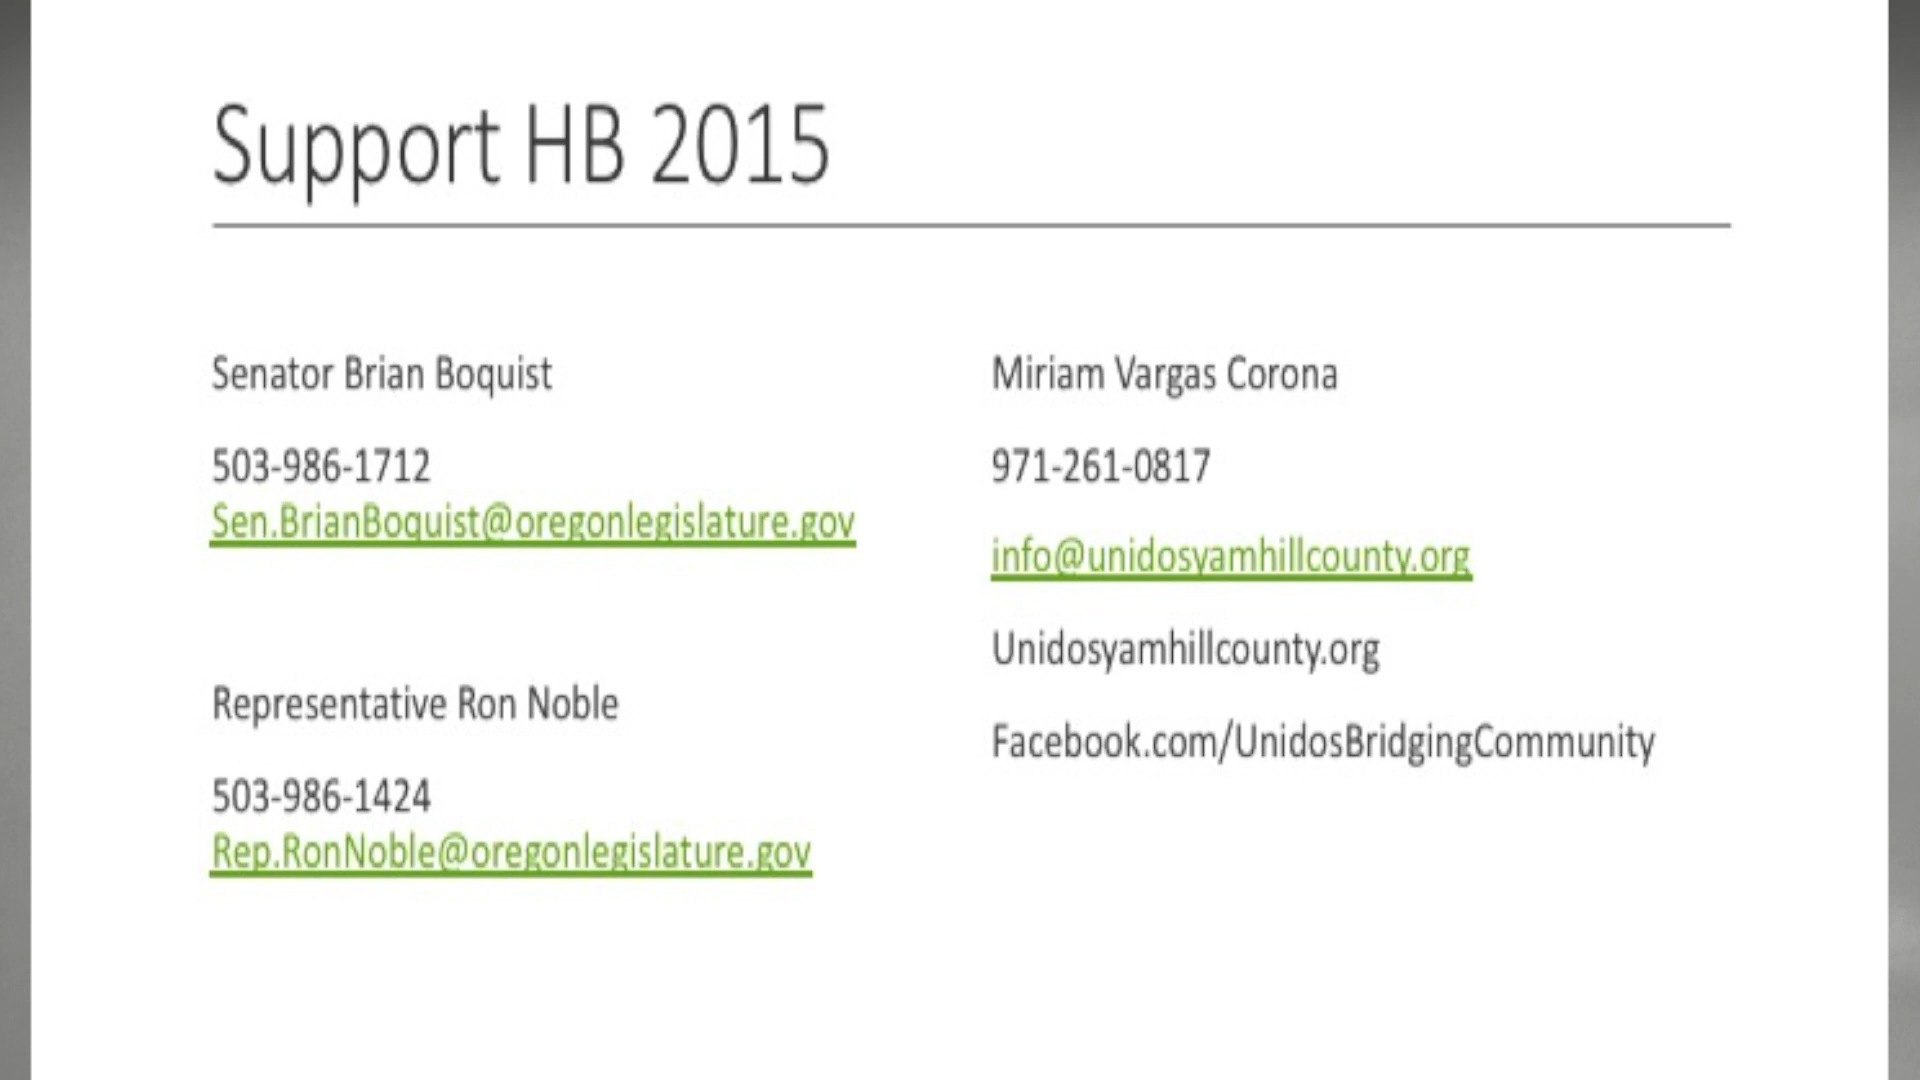 Support HB 2015
Senator Brian Boquist
503-986-1712
Sen.BrianBoquist@oregonlegislature.gov
Representative Ron Noble
503-986-1424
Rep.RonNoble@oregonlegislature.gov
Miriam Vargas Corona
971-261-0817
info@unidosyamhillcounty.org
Unidosyamhillcounty.org
Facebook.com/UnidosBridgingCommunity